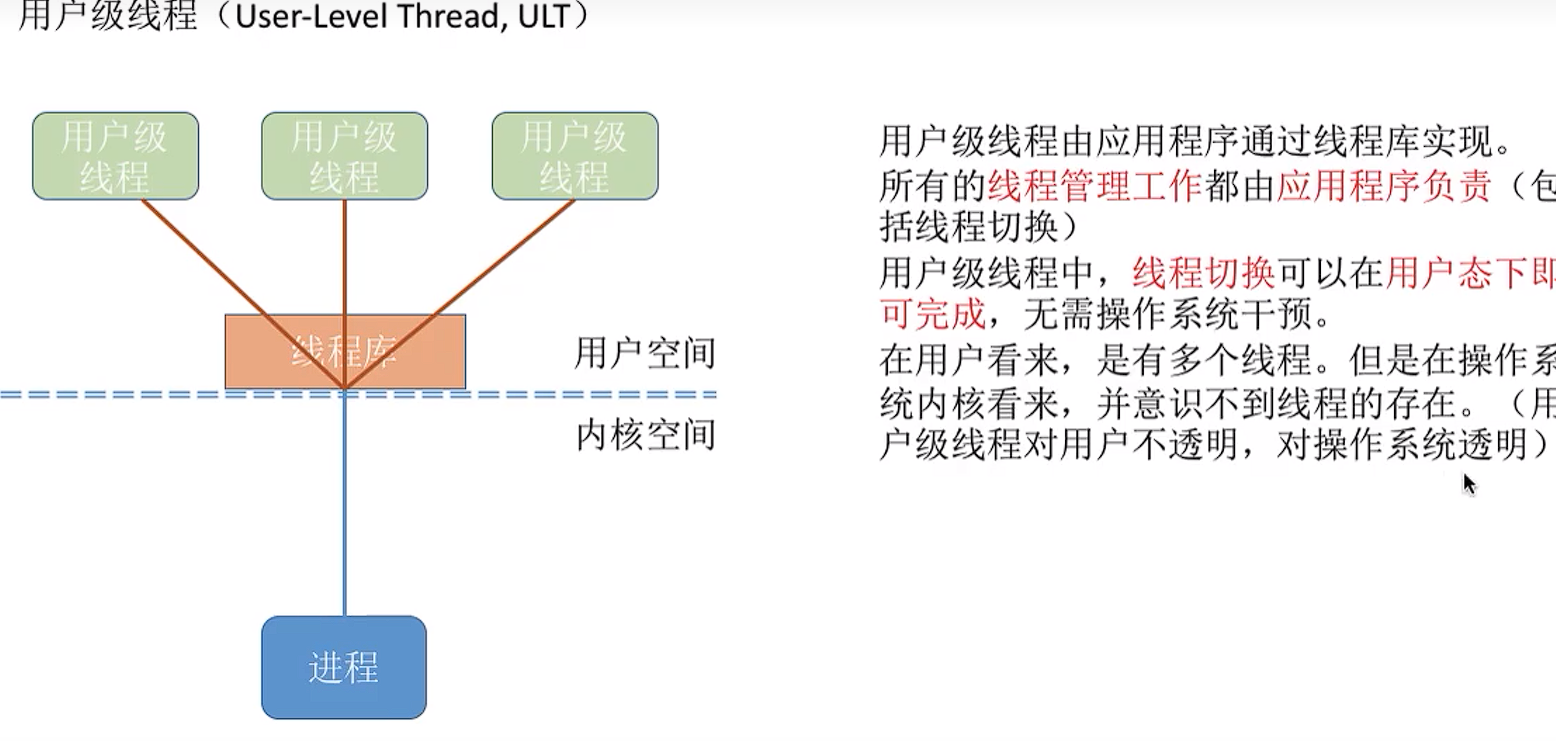 用户级线程（User-Level Thread, ULT）
用户级
线程
用户级
线程
用户级
线程
线程库
用户空间
内核空间
进程
用户级线程由应用程序通过线程库实现。
所有的线程管理工作都由应用程序负责（包
括线程切换）
用户级线程中，线程切换可以在用户态下即
可完成，无需操作系统干预。
在用户看来，是有多个线程。但是在操作系
统内核看来，并意识不到线程的存在。（用
户级线程对用户不透明，对操作系统透明）